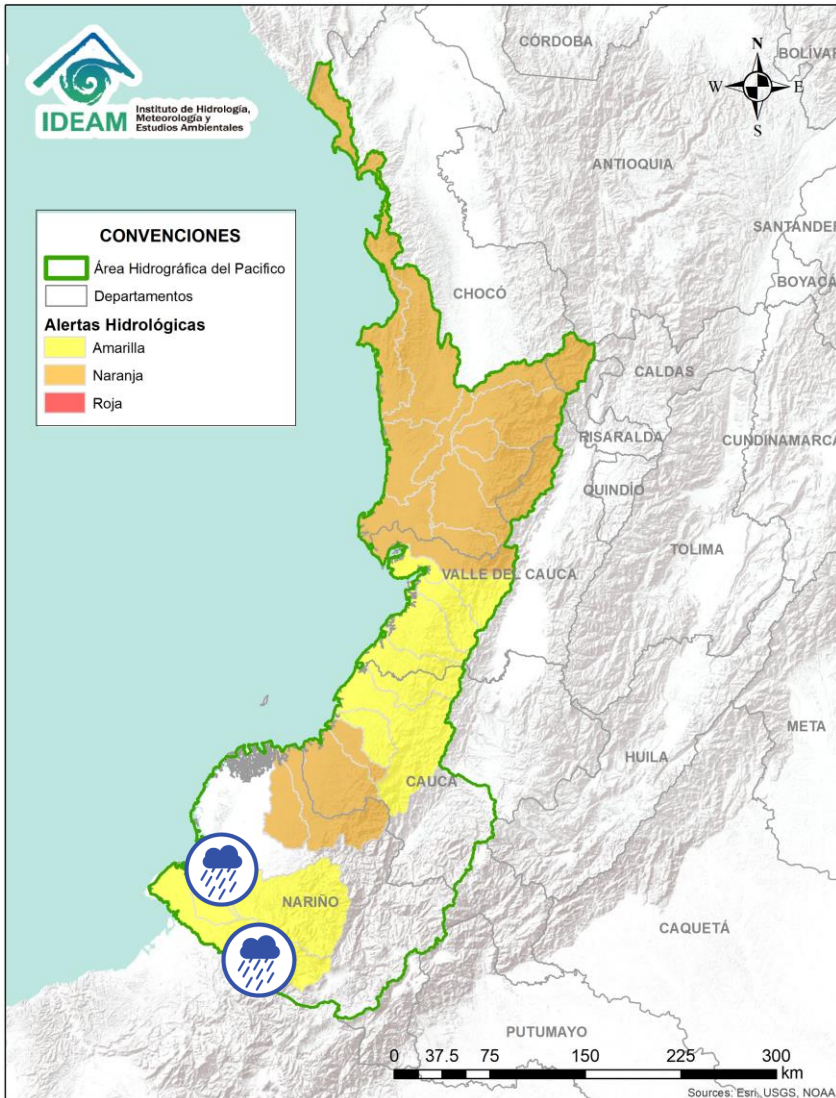 IDEAM
Instituto de Hidrología,
Meteorología y
Estudios Ambientales
N
W
E
S
CÓRDOBA
BOLÍVAR
ANTIOQUIA
SANTANDER
BOYACÁ
CHOCÓ
CALDAS
RISARALDA
CUNDINAMARCA
QUINDÍO
TOLIMA
VALLE DEL CAUCA
META
HUILA
CAUCA
NARIÑO
CAQUETÁ
PUTUMAYO
CONVENCIONES
Área Hidrográfica del Pacifico
Departamentos
Alertas Hidrológicas
Amarilla
Naranja
Roja
0 37.5 75 150 225 300
km
Sources: Esri, USGS, NOAA